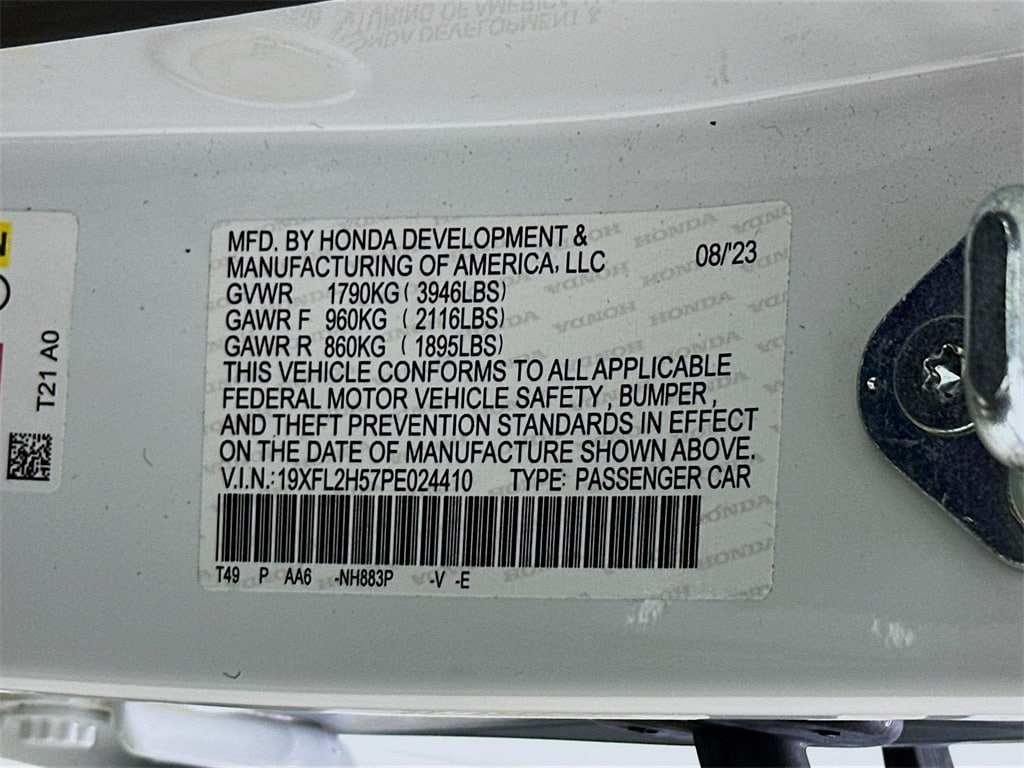 MFD. BY HONDA DEVELOPMENT &
MANUFACTURING OF AMERICA, LLC 08/'23
GVWR 1790KG ( 3946LBS)
GAWR F 960KG ( 2116LBS)
GAWR R 860KG ( 1895LBS)
THIS VEHICLE CONFORMS TO ALL APPLICABLE
FEDERAL MOTOR VEHICLE SAFETY, BUMPER,
AND THEFT PREVENTION STANDARDS IN EFFECT
ON THE DATE OF MANUFACTURE SHOWN ABOVE.
V.I.N.: 19XFL2H57PE024410 TYPE: PASSENGER CAR
T49 P AA6 -NH883P -V -E
T21 A0